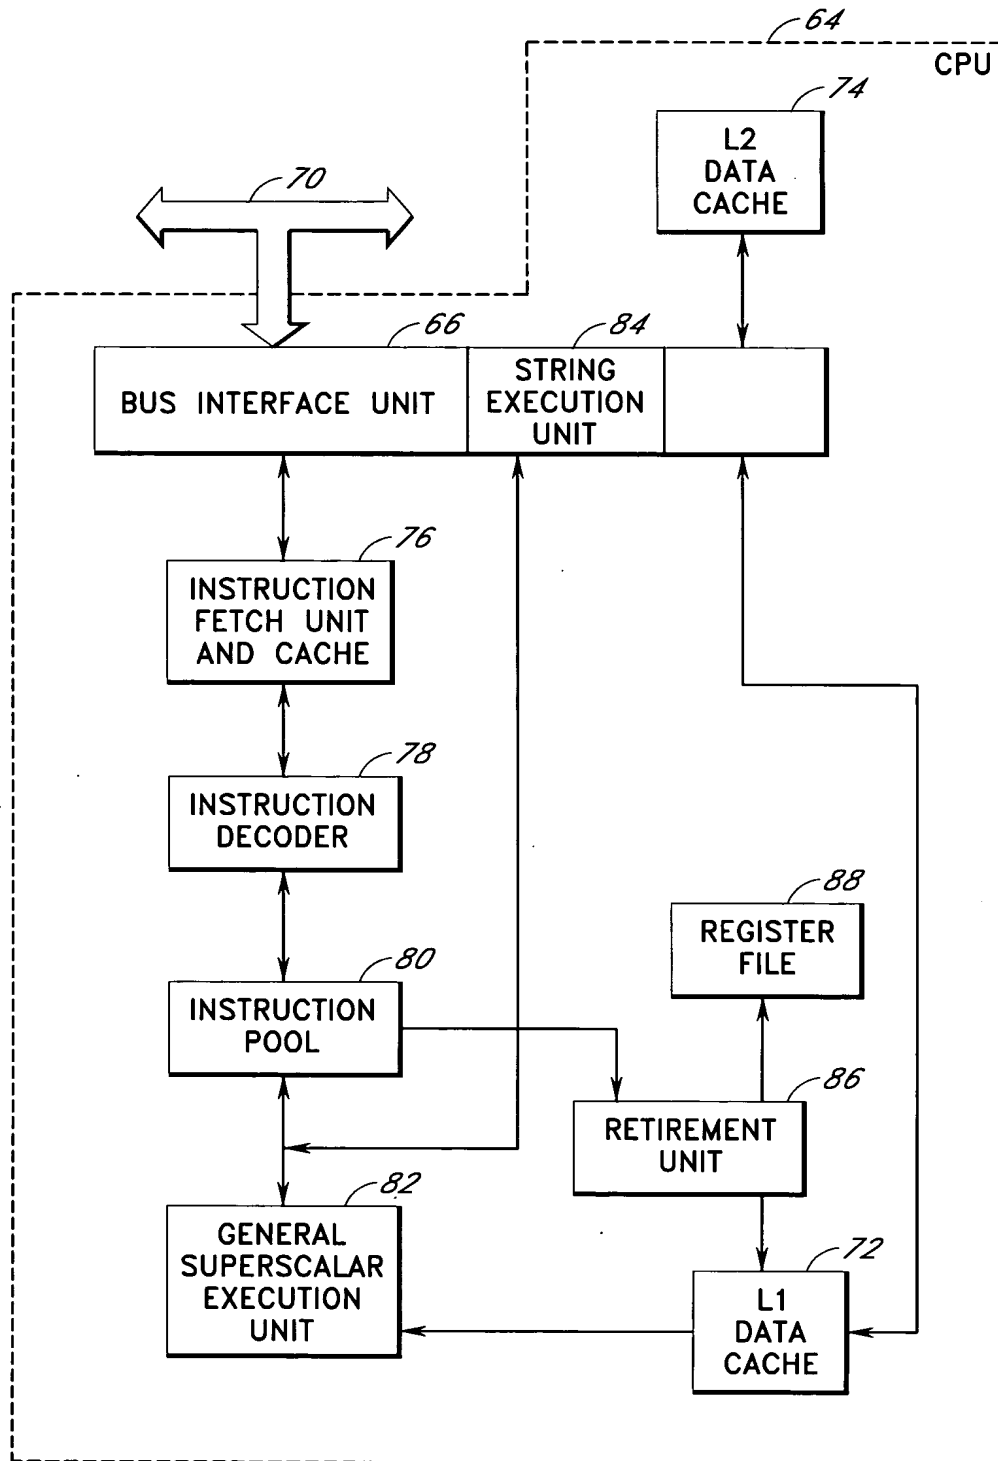 64
CPU
74
L2
DATA
CACHE
70
66
84
BUS INTERFACE UNIT
STRING
EXECUTION
UNIT
76
INSTRUCTION
FETCH UNIT
AND CACHE
78
INSTRUCTION
DECODER
88
REGISTER
FILE
80
INSTRUCTION
POOL
86
RETIREMENT
UNIT
82
GENERAL
SUPERSCALAR
EXECUTION
UNIT
72
L1
DATA
CACHE